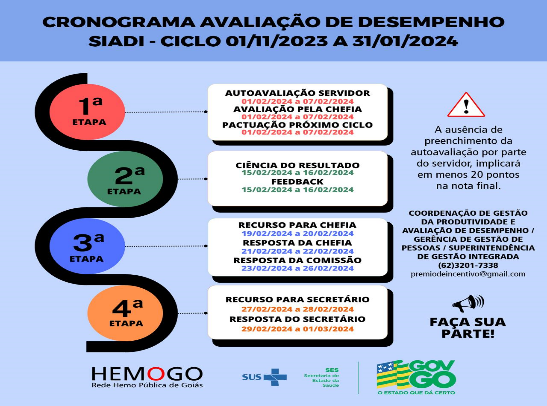 CRONOGRAMA AVALIAÇÃO DE DESEMPENHO
SIADI - CICLO 01/11/2023 A 31/01/2024
1ª
ETAPA
AUTOAVALIAÇÃO SERVIDOR
01/02/2024 a 07/02/2024
AVALIAÇÃO PELA CHEFIA
01/02/2024 a 07/02/2024
PACTUAÇÃO PRÓXIMO CICLO
01/02/2024 a 07/02/2024
2ª
ETAPA
CIÊNCIA DO RESULTADO
15/02/2024 a 16/02/2024
FEEDBACK
15/02/2024 a 16/02/2024
3ª
ETAPA
RECURSO PARA CHEFIA
19/02/2024 a 20/02/2024
RESPOSTA DA CHEFIA
21/02/2024 a 22/02/2024
RESPOSTA DA COMISSÃO
23/02/2024 a 26/02/2024
4ª
ETAPA
RECURSO PARA SECRETÁRIO
27/02/2024 a 28/02/2024
RESPOSTA DO SECRETÁRIO
29/02/2024 a 01/03/2024
!
A ausência de
preenchimento da
autoavaliação por parte
do servidor, implicará
em menos 20 pontos
na nota final.
COORDENAÇÃO DE GESTÃO
DA PRODUTIVIDADE E
AVALIAÇÃO DE DESEMPENHO /
GERÊNCIA DE GESTÃO DE
PESSOAS / SUPERINTENDÊNCIA
DE GESTÃO INTEGRADA
(62)3201-7338
premiodeincentivo@gmail.com
FAÇA SUA
PARTE!
HEMOGO
Rede Hemo Pública de Goiás
SUS
SES
Secretaria de
Estado da
Saúde
GOV
GO
O ESTADO QUE DÁ CERTO